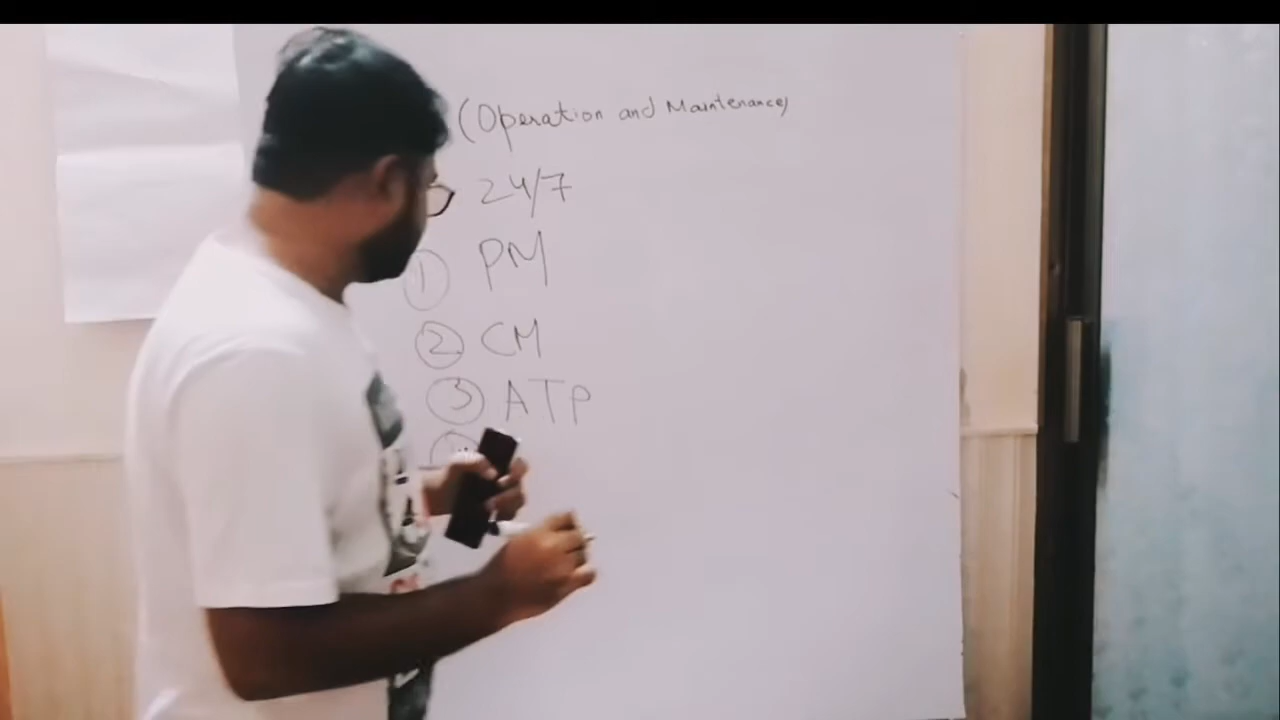 (Operation and Maintenance)
24/7
① PM
② CM
③ ATP